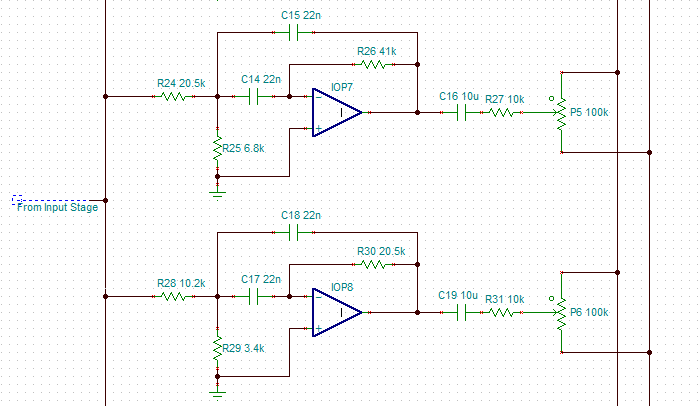 C15 22n
R26 41k
R24 20.5k
C14 22n
IOP7
C16 10u
R27 10k
P5 100k
R25 6.8k
From Input Stage
C18 22n
R30 20.5k
R28 10.2k
C17 22n
IOP8
C19 10u
R31 10k
P6 100k
R29 3.4k